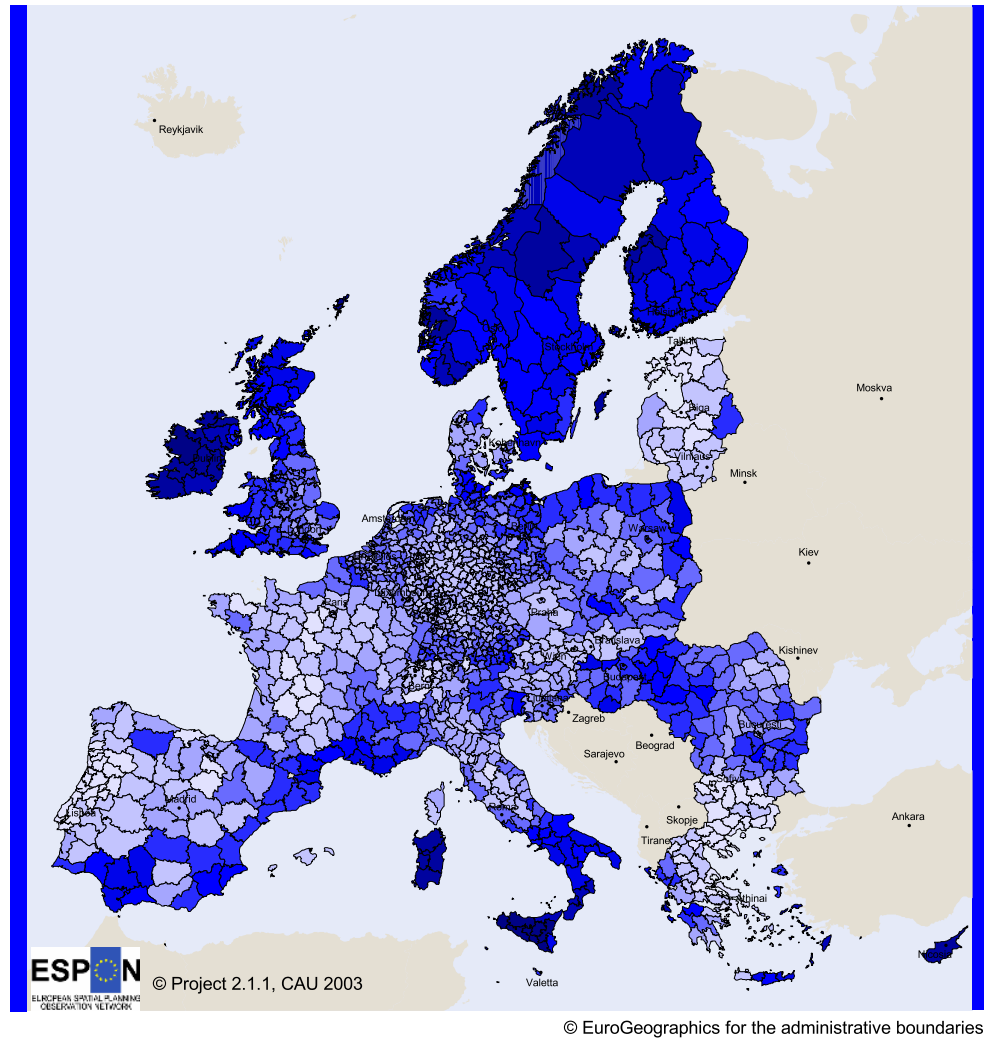 Reykjavik
Tallinn
Moskva
Riga
Vilnius
Minsk
Amsterdam
London
Warsaw
Kiev
Paris
Praha
Bratislava
Wien
Kishinev
Bern
Budapest
Ljubljana
Zagreb
Bucuresti
Beograd
Sarajevo
Sofiya
Madrid
Lisboa
Roma
Skopje
Ankara
Tirane
Athinai
Valetta
ESPON
EUROPEAN SPATIAL PLANNING
OBSERVATION NETWORK
© Project 2.1.1, CAU 2003
© EuroGeographics for the administrative boundaries